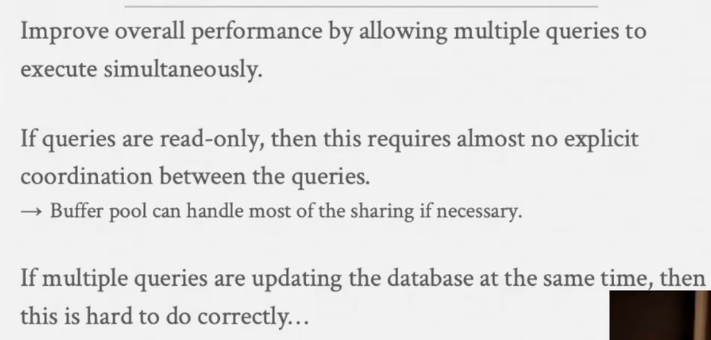 Improve overall performance by allowing multiple queries to
execute simultaneously.
If queries are read-only, then this requires almost no explicit
coordination between the queries.
→ Buffer pool can handle most of the sharing if necessary.
If multiple queries are updating the database at the same time, then
this is hard to do correctly…